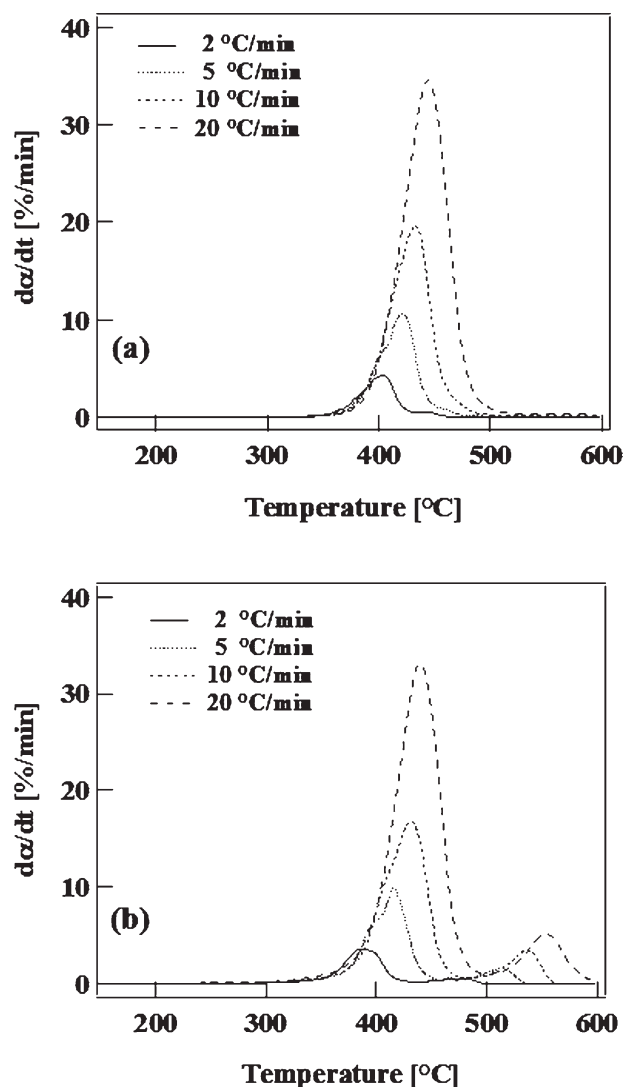 40
2 °C/min
5 °C/min
10 °C/min
20 °C/min
30
20
10
0
dα/dt [%/min]
(a)
200 300 400 500 600
Temperature [°C]
40
2 °C/min
5 °C/min
10 °C/min
20 °C/min
30
20
10
0
dα/dt [%/min]
(b)
200 300 400 500 600
Temperature [°C]